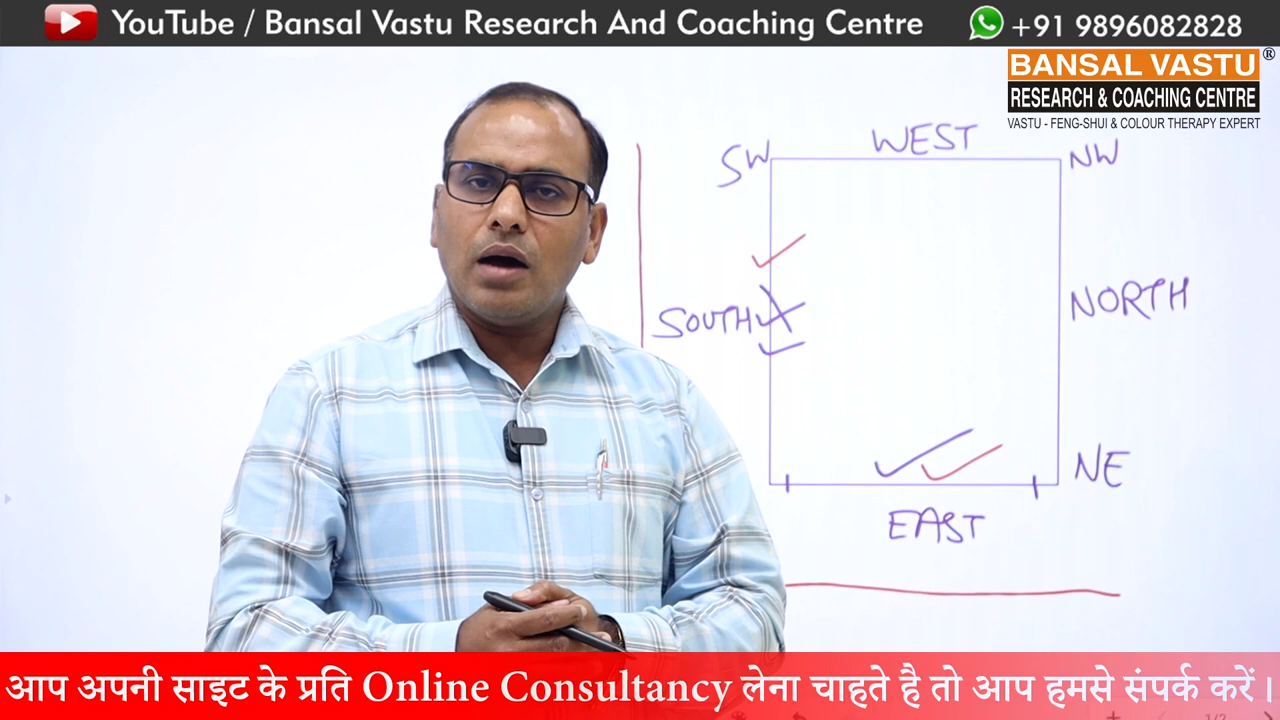 YouTube / Bansal Vastu Research And Coaching Centre
+91 9896082828
BANSAL VASTU®
RESEARCH & COACHING CENTRE
VASTU - FENG-SHUI & COLOUR THERAPY EXPERT
SW WEST NW
SOUTH NORTH
NE
EAST
आप अपनी साइट के प्रति Online Consultancy लेना चाहते है तो आप हमसे संपर्क करें।